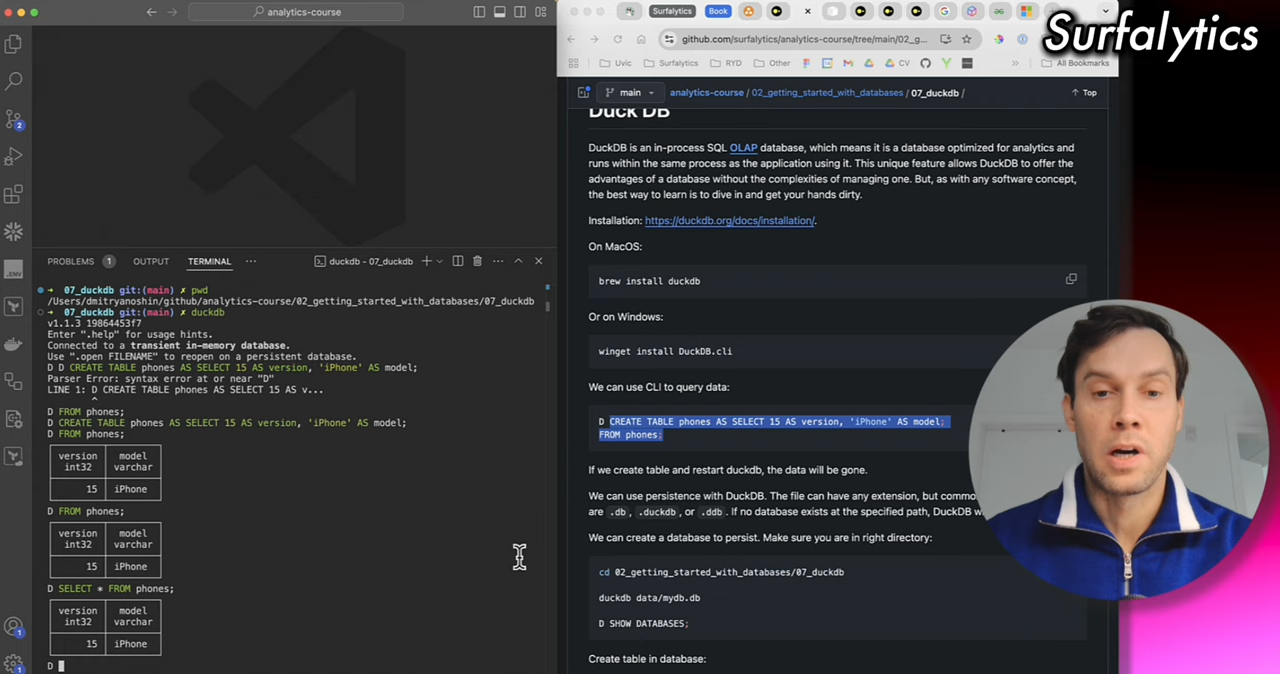 analytics-course
PROBLEMS 1 OUTPUT TERMINAL ··· duckdb - 07_duckdb
➜ 07_duckdb git:(main) ✗ pwd
/Users/dmitryanoshin/github/analytics-course/02_getting_started_with_databases/07_duckdb
➜ 07_duckdb git:(main) ✗ duckdb
v1.1.3 19864453f7
Enter ".help" for usage hints.
Connected to a transient in-memory database.
Use ".open FILENAME" to reopen on a persistent database.
D D CREATE TABLE phones AS SELECT 15 AS version, 'iPhone' AS model;
Parser Error: syntax error at or near "D"
LINE 1: D CREATE TABLE phones AS SELECT 15 AS v...
^
D FROM phones;
D CREATE TABLE phones AS SELECT 15 AS version, 'iPhone' AS model;
D FROM phones;
version model
int32 varchar
15 iPhone
D FROM phones;
version model
int32 varchar
15 iPhone
D SELECT * FROM phones;
version model
int32 varchar
15 iPhone
D
2
.ENV
1
1
Surfalytics Book
github.com/surfalytics/analytics-course/tree/main/02_g...
Uvic Surfalytics RYD Other CV » All Bookmarks
main analytics-course / 02_getting_started_with_databases / 07_duckdb / Top
Duck DB
DuckDB is an in-process SQL OLAP database, which means it is a database optimized for analytics and
runs within the same process as the application using it. This unique feature allows DuckDB to offer the
advantages of a database without the complexities of managing one. But, as with any software concept,
the best way to learn is to dive in and get your hands dirty.
Installation: https://duckdb.org/docs/installation/.
On MacOS:
brew install duckdb
Or on Windows:
winget install DuckDB.cli
We can use CLI to query data:
D CREATE TABLE phones AS SELECT 15 AS version, 'iPhone' AS model;
FROM phones;
If we create table and restart duckdb, the data will be gone.
We can use persistence with DuckDB. The file can have any extension, but commo
are .db, .duckdb, or .ddb. If no database exists at the specified path, DuckDB w
We can create a database to persist. Make sure you are in right directory:
cd 02_getting_started_with_databases/07_duckdb
duckdb data/mydb.db
D SHOW DATABASES;
Create table in database:
Surfalytics